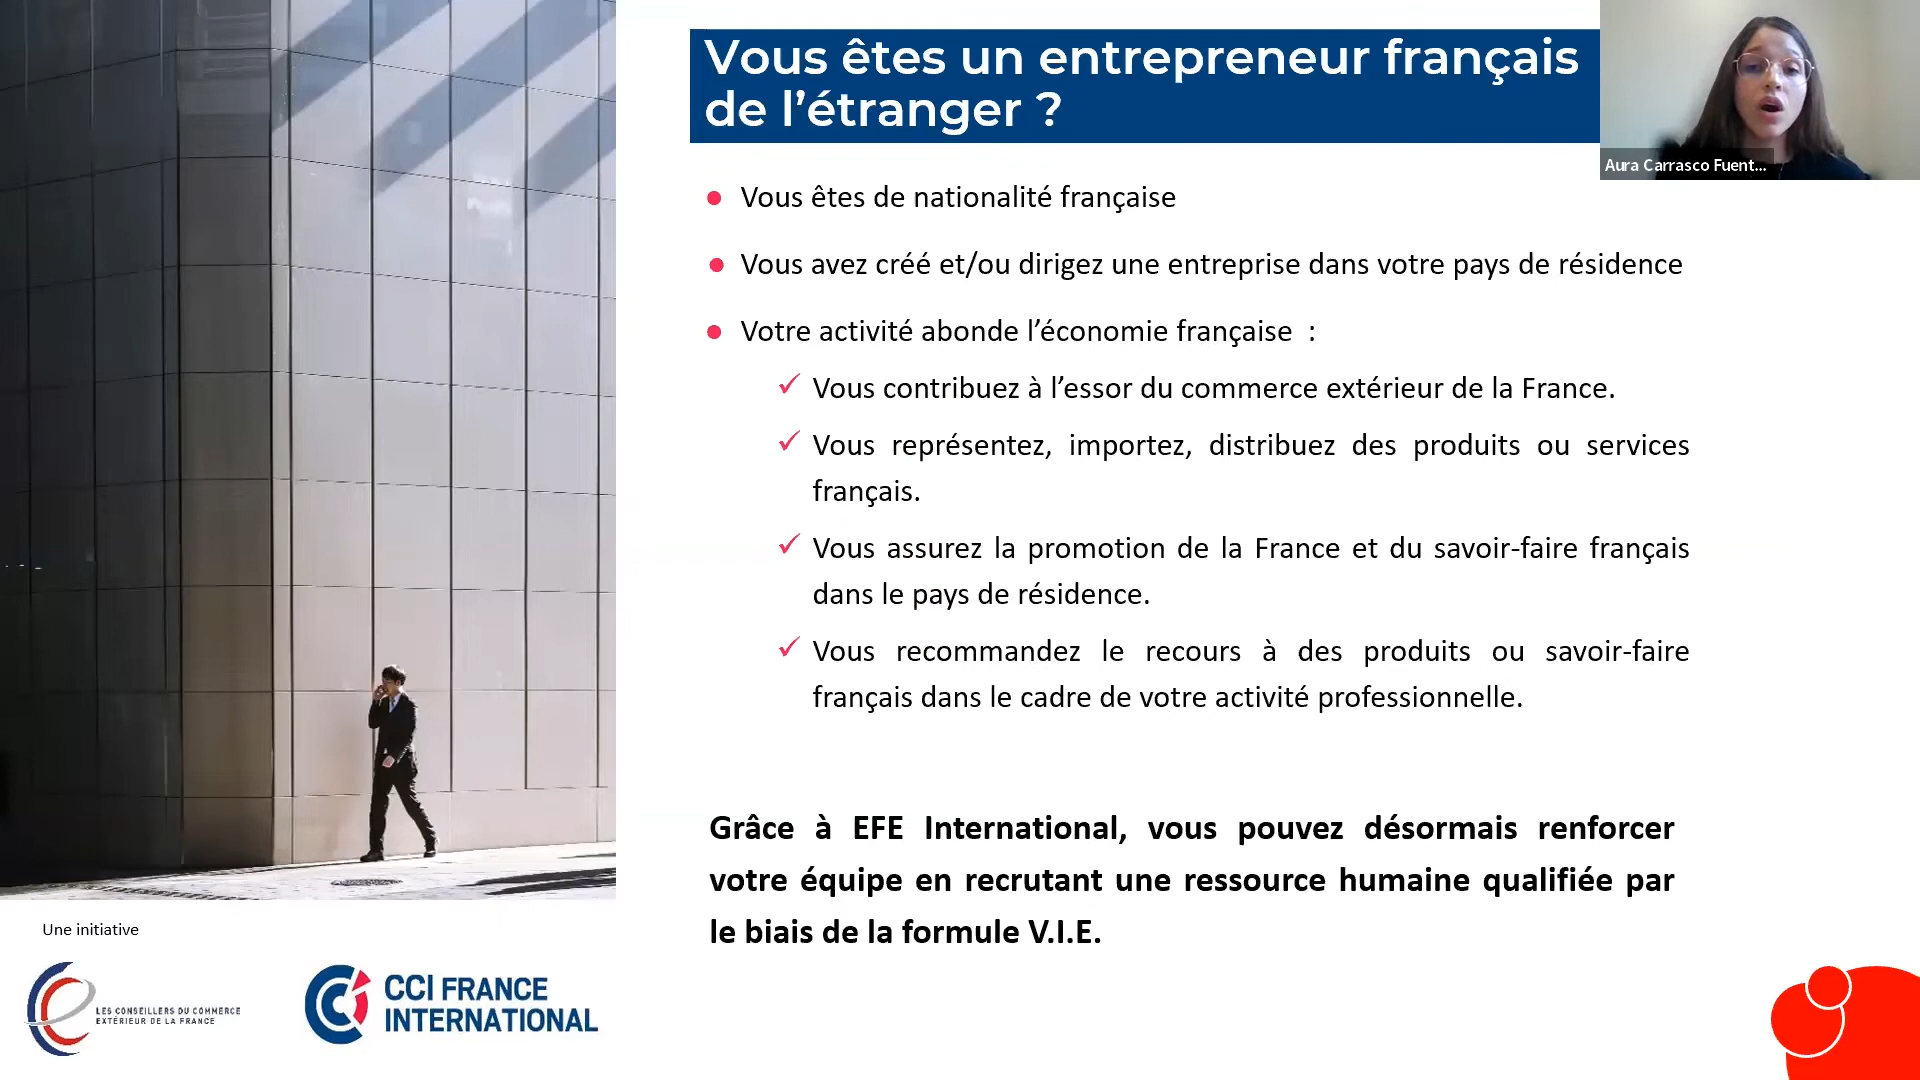 Vous êtes un entrepreneur français
de l’étranger ?
Aura Carrasco Fuent...
● Vous êtes de nationalité française
● Vous avez créé et/ou dirigez une entreprise dans votre pays de résidence
● Votre activité abonde l’économie française :
✓ Vous contribuez à l’essor du commerce extérieur de la France.
✓ Vous représentez, importez, distribuez des produits ou services
français.
✓ Vous assurez la promotion de la France et du savoir-faire français
dans le pays de résidence.
✓ Vous recommandez le recours à des produits ou savoir-faire
français dans le cadre de votre activité professionnelle.
Grâce à EFE International, vous pouvez désormais renforcer
votre équipe en recrutant une ressource humaine qualifiée par
le biais de la formule V.I.E.
Une initiative
LES CONSEILLERS DU COMMERCE
EXTÉRIEUR DE LA FRANCE
CCI FRANCE
INTERNATIONAL